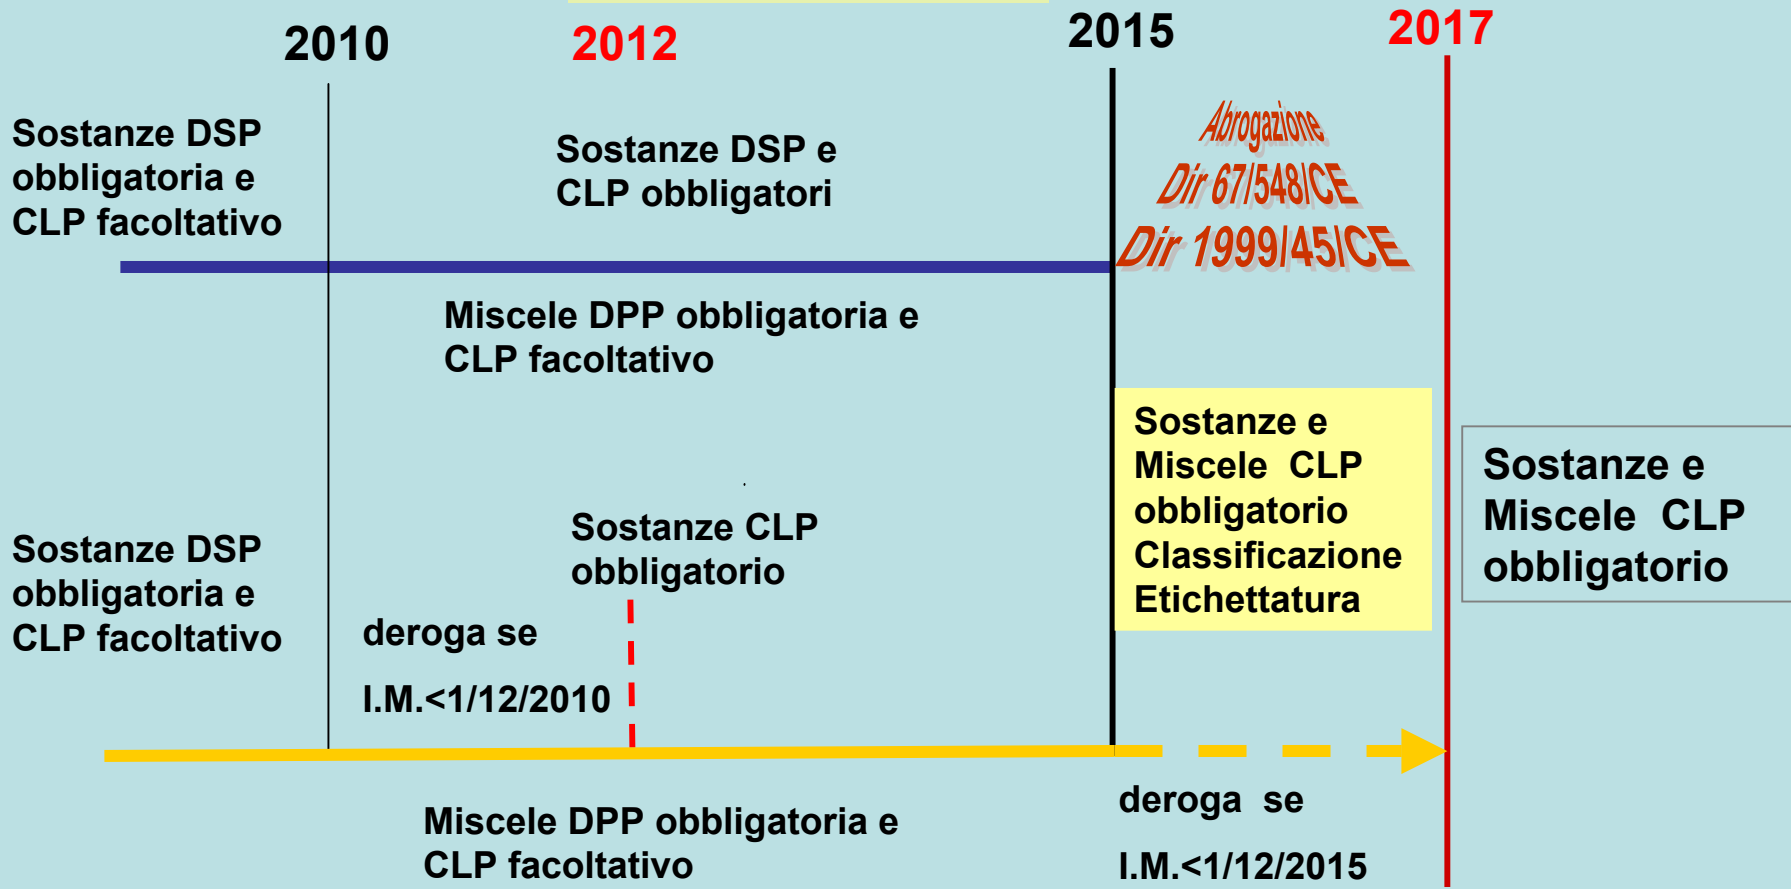 2010
2012
2015
2017
Sostanze DSP
obbligatoria e
CLP facoltativo
Sostanze DSP e
CLP obbligatori
Abrogazione
Dir 67/548/CE
Dir 1999/45/CE
Miscele DPP obbligatoria e
CLP facoltativo
Sostanze e
Miscele CLP
obbligatorio
Classificazione
Etichettatura
Sostanze e
Miscele CLP
obbligatorio
Sostanze DSP
obbligatoria e
CLP facoltativo
Sostanze CLP
obbligatorio
deroga se
I.M.<1/12/2010
Miscele DPP obbligatoria e
CLP facoltativo
deroga se
I.M.<1/12/2015